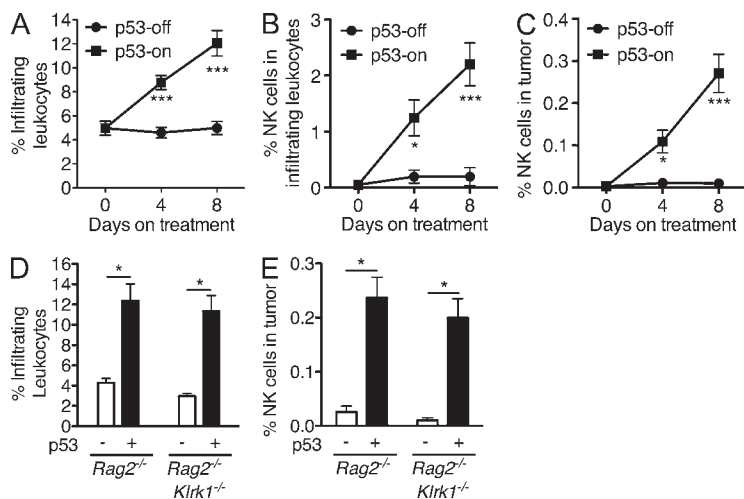 A
p53-off
p53-on
% Infiltrating
leukocytes
14
12
10
8
6
4
2
0
***
***
0 4 8
Days on treatment
B
p53-off
p53-on
% NK cells in
infiltrating leukocytes
3
2
1
0
*
***
0 4 8
Days on treatment
C
p53-off
p53-on
% NK cells in tumor
0.4
0.3
0.2
0.1
0.0
*
***
0 4 8
Days on treatment
D
% Infiltrating
Leukocytes
16
14
12
10
8
6
4
2
0
*
*
p53 - + - +
Rag2-/- Rag2-/-
Klrk1-/-
E
% NK cells in tumor
0.3
0.2
0.1
0.0
*
*
p53 - + - +
Rag2-/- Rag2-/-
Klrk1-/-